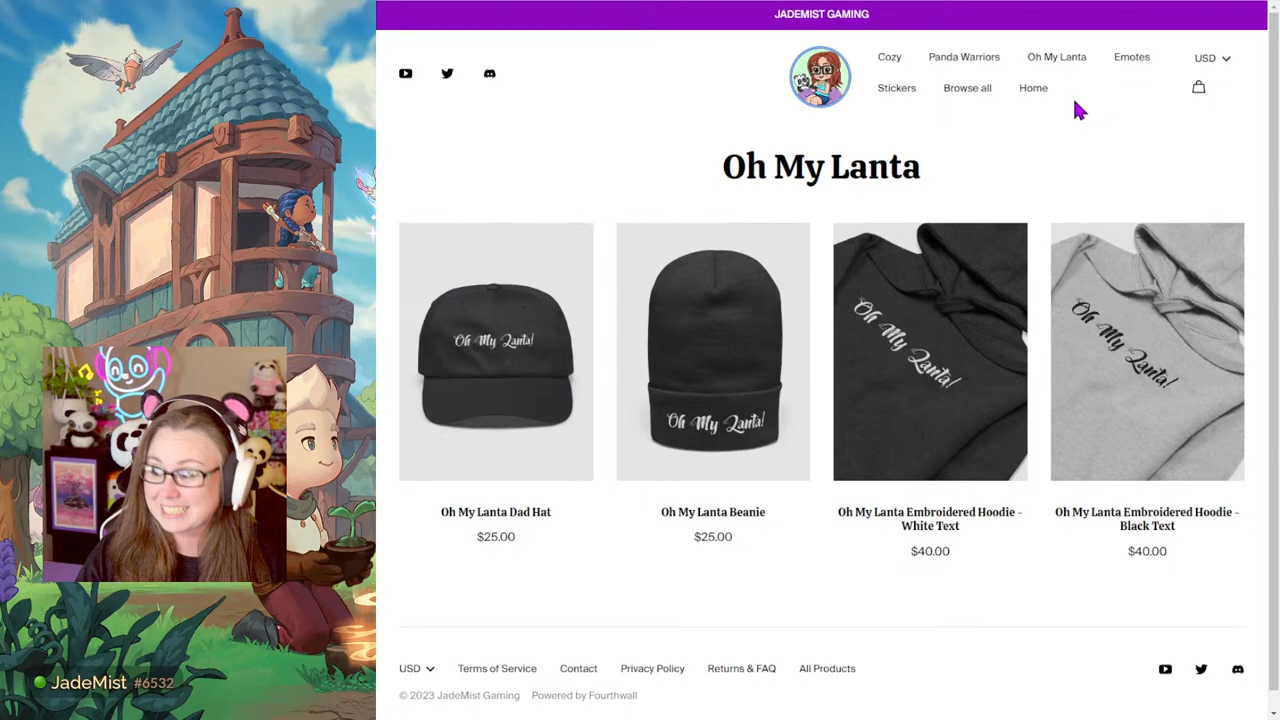 JADEMIST GAMING
Cozy Panda Warriors Oh My Lanta Emotes USD
Stickers Browse all Home
Oh My Lanta
Oh My Lanta!
Oh My Lanta!
Oh My Lanta!
Oh My Lanta!
Oh My Lanta Dad Hat
$25.00
Oh My Lanta Beanie
$25.00
Oh My Lanta Embroidered Hoodie -
White Text
$40.00
Oh My Lanta Embroidered Hoodie -
Black Text
$40.00
USD Terms of Service Contact Privacy Policy Returns & FAQ All Products
© 2023 JadeMist Gaming Powered by Fourthwall
JadeMist #6532